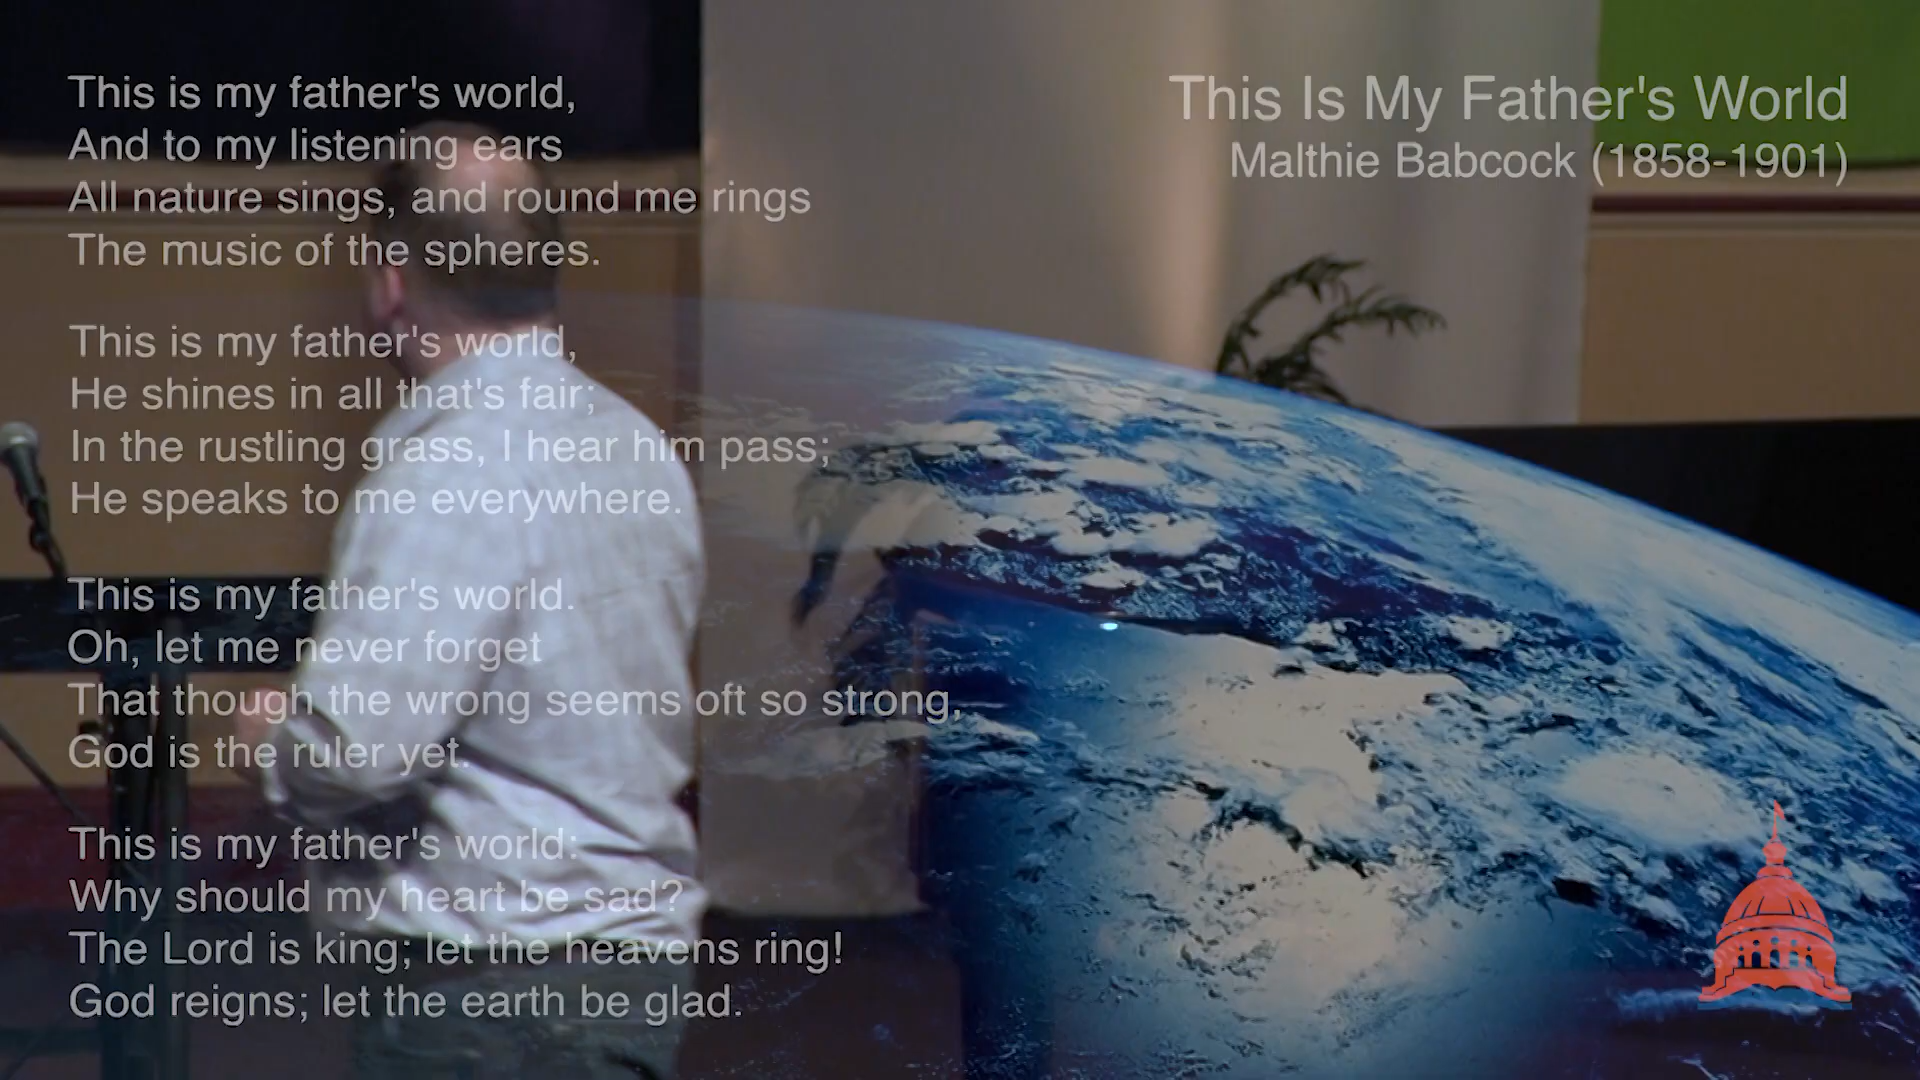 This is my father's world,
And to my listening ears
All nature sings, and round me rings
The music of the spheres.
This is my father's world,
He shines in all that's fair;
In the rustling grass, I hear him pass;
He speaks to me everywhere.
This is my father's world.
Oh, let me never forget
That though the wrong seems oft so strong,
God is the ruler yet.
This is my father's world:
Why should my heart be sad?
The Lord is king; let the heavens ring!
God reigns; let the earth be glad.
This Is My Father's World
Malthie Babcock (1858-1901)